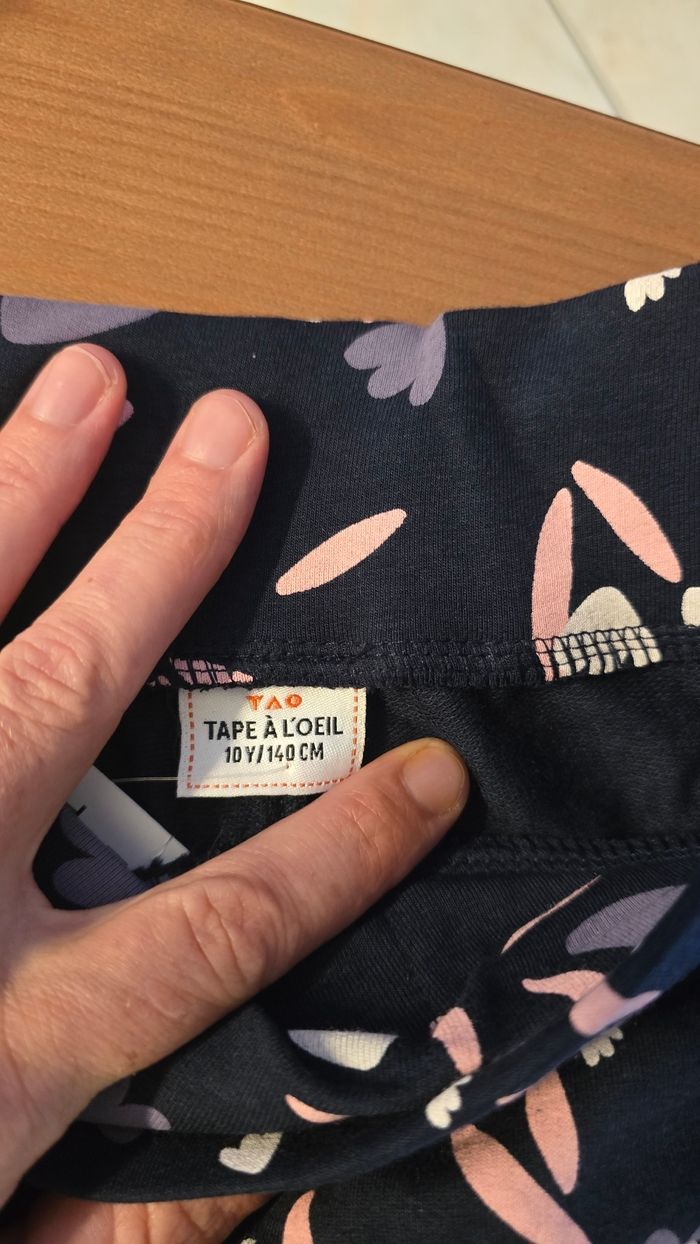 TAO
TAPE À L'OEIL
10 Y/140 CM